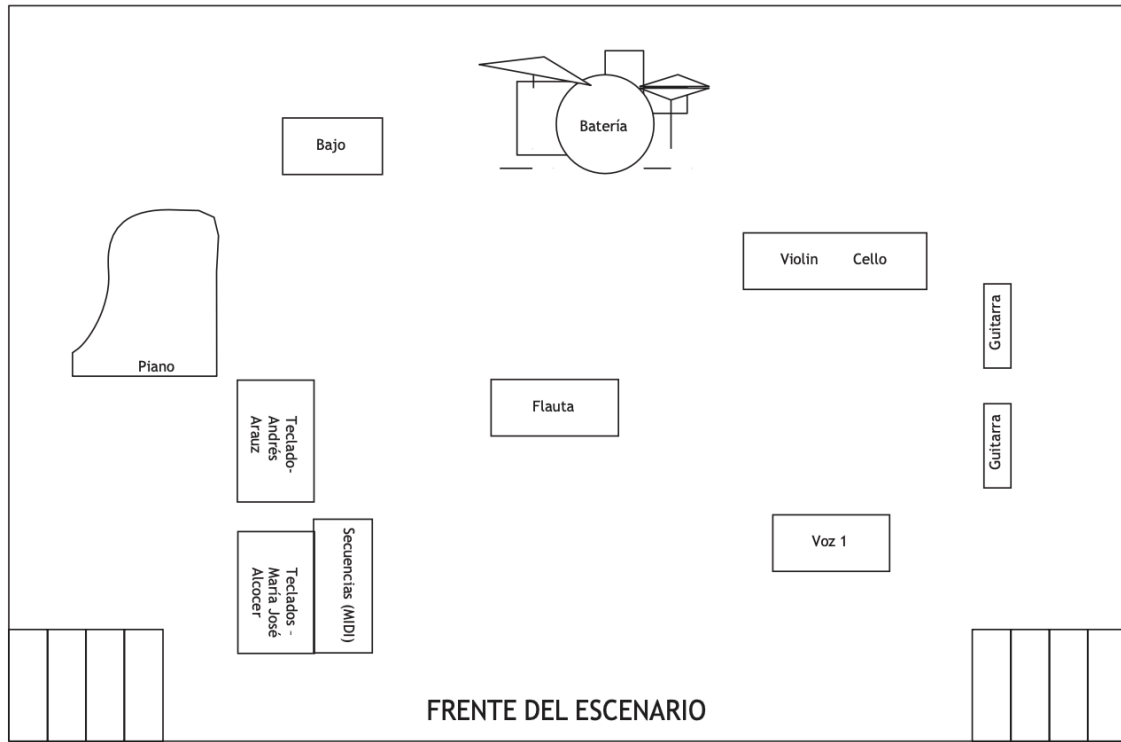 Batería
Bajo
Violin Cello
Guitarra
Piano
Flauta
Teclado-
Andrés
Arauz
Guitarra
Voz 1
Secuencias (MIDI)
Teclados -
María José
Alcocer
FRENTE DEL ESCENARIO